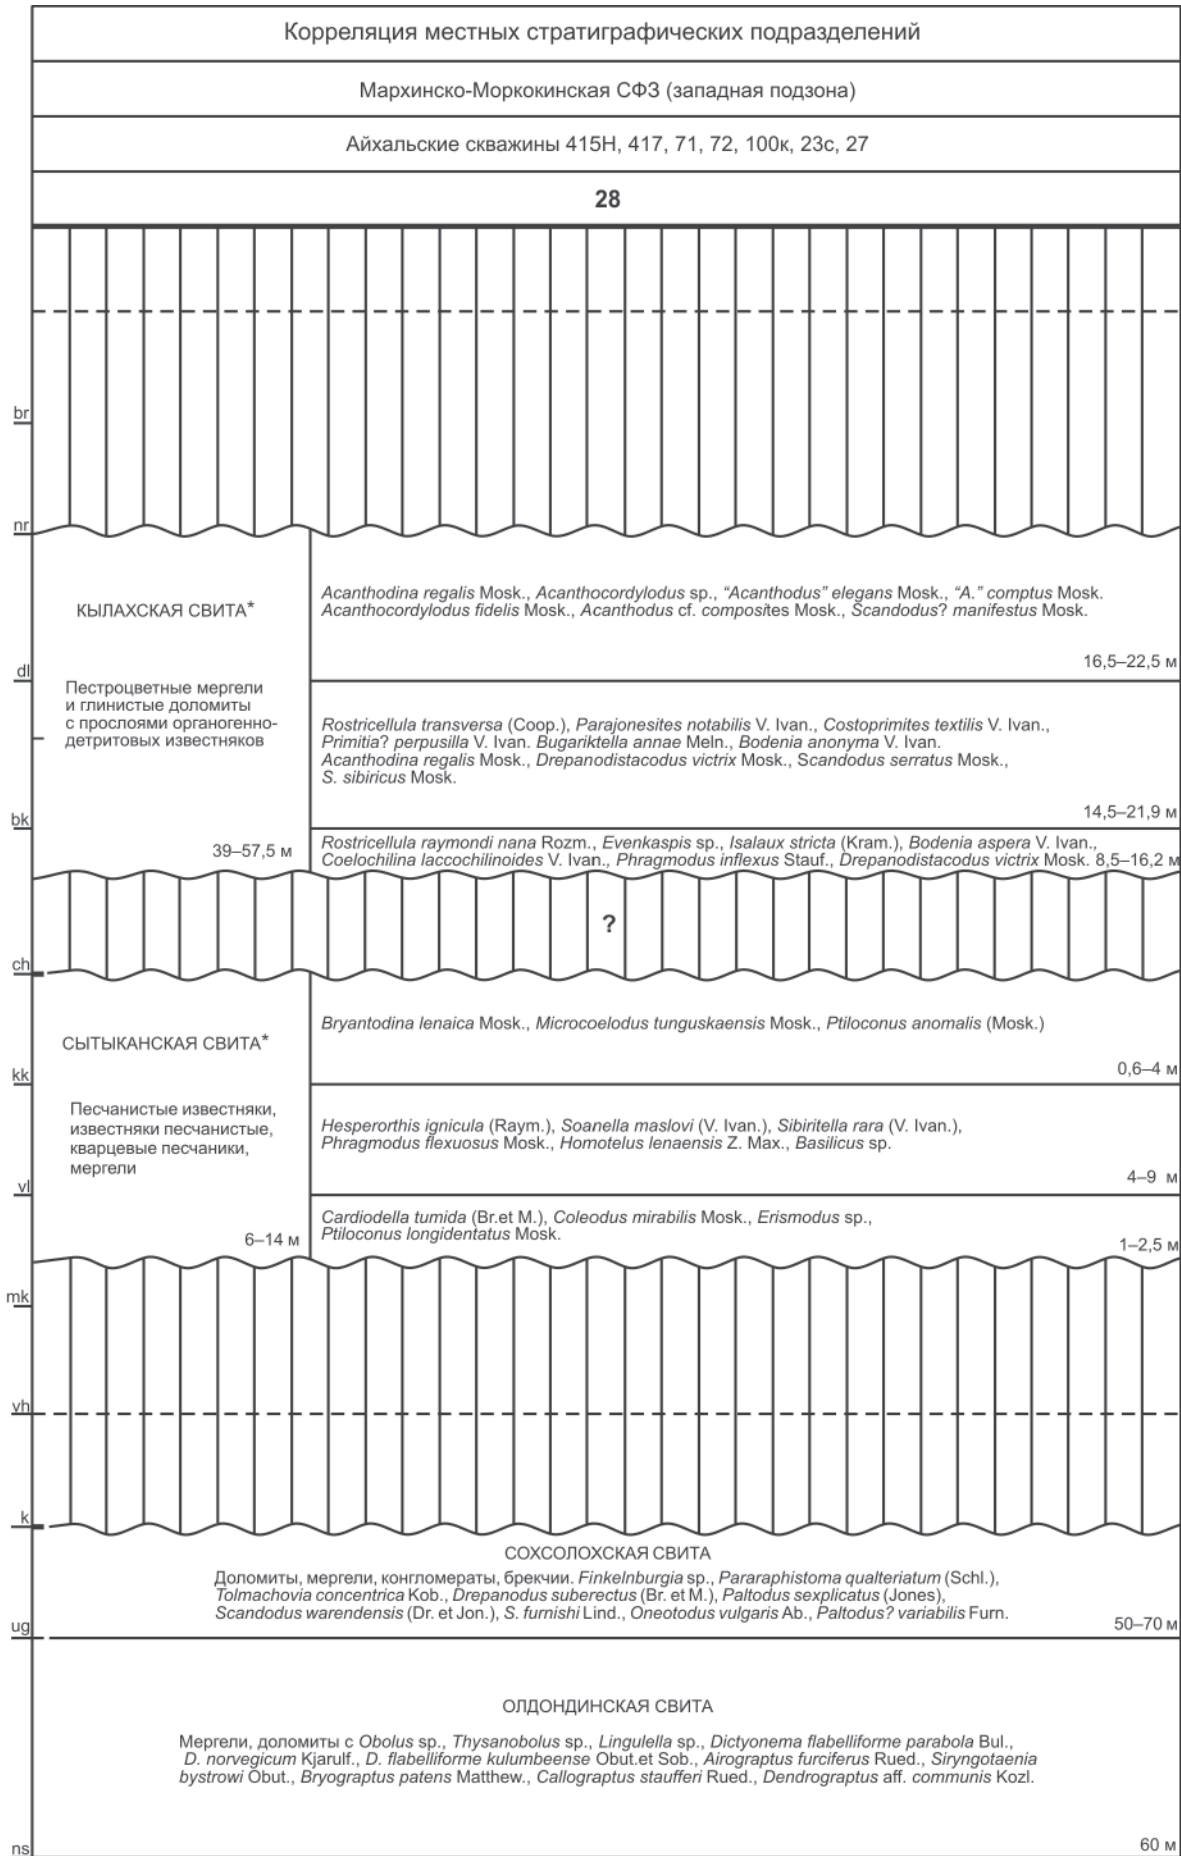 Корреляция местных стратиграфических подразделений
Мархинско-Моркокинская СФЗ (западная подзона)
Айхальские скважины 415Н, 417, 71, 72, 100к, 23с, 27
28
br
nr
КЫЛАХСКАЯ СВИТА*
Пестроцветные мергели
и глинистые доломиты
с прослоями органогенно-
детритовых известняков
39–57,5 м
Acanthodina regalis Mosk., Acanthocordylodus sp., “Acanthodus” elegans Mosk., “A.” comptus Mosk.
Acanthocordylodus fidelis Mosk., Acanthodus cf. composites Mosk., Scandodus? manifestus Mosk.
16,5–22,5 м
dl
Rostricellula transversa (Coop.), Parajonesites notabilis V. Ivan., Costoprimites textilis V. Ivan.,
Primitia? perpusilla V. Ivan. Bugariktella annae Meln., Bodenia anonyma V. Ivan.
Acanthodina regalis Mosk., Drepanodistacodus victrix Mosk., Scandodus serratus Mosk.,
S. sibiricus Mosk.
14,5–21,9 м
bk
Rostricellula raymondi nana Rozm., Evenkaspis sp., Isalaux stricta (Kram.), Bodenia aspera V. Ivan.,
Coelochilina laccochilinoides V. Ivan., Phragmodus inflexus Stauf., Drepanodistacodus victrix Mosk. 8,5–16,2 м
?
ch
СЫТЫКАНСКАЯ СВИТА*
Песчанистые известняки,
известняки песчанистые,
кварцевые песчаники,
мергели
6–14 м
Bryantodina lenaica Mosk., Microcoelodus tunguskaensis Mosk., Ptiloconus anomalis (Mosk.)
0,6–4 м
kk
Hesperorthis ignicula (Raym.), Soanella maslovi (V. Ivan.), Sibiritella rara (V. Ivan.),
Phragmodus flexuosus Mosk., Homotelus lenaensis Z. Max., Basilicus sp.
4–9 м
vl
Cardiodella tumida (Br.et M.), Coleodus mirabilis Mosk., Erismodus sp.,
Ptiloconus longidentatus Mosk.
1–2,5 м
mk
vh
k
СОХСОЛОХСКАЯ СВИТА
Доломиты, мергели, конгломераты, брекчии. Finkelnburgia sp., Pararaphistoma qualteriatum (Schl.),
Tolmachovia concentrica Kob., Drepanodus suberectus (Br. et M.), Paltodus sexplicatus (Jones),
Scandodus warendensis (Dr. et Jon.), S. furnishi Lind., Oneotodus vulgaris Ab., Paltodus? variabilis Furn.
50–70 м
ug
ОЛДОНДИНСКАЯ СВИТА
Мергели, доломиты с Obolus sp., Thysanobolus sp., Lingulella sp., Dictyonema flabelliforme parabola Bul.,
D. norvegicum Kjarulf., D. flabelliforme kulumbeense Obut.et Sob., Airograptus furciferus Rued., Siryngotaenia
bystrowi Obut., Bryograptus patens Matthew., Callograptus staufferi Rued., Dendrograptus aff. communis Kozl.
60 м
ns